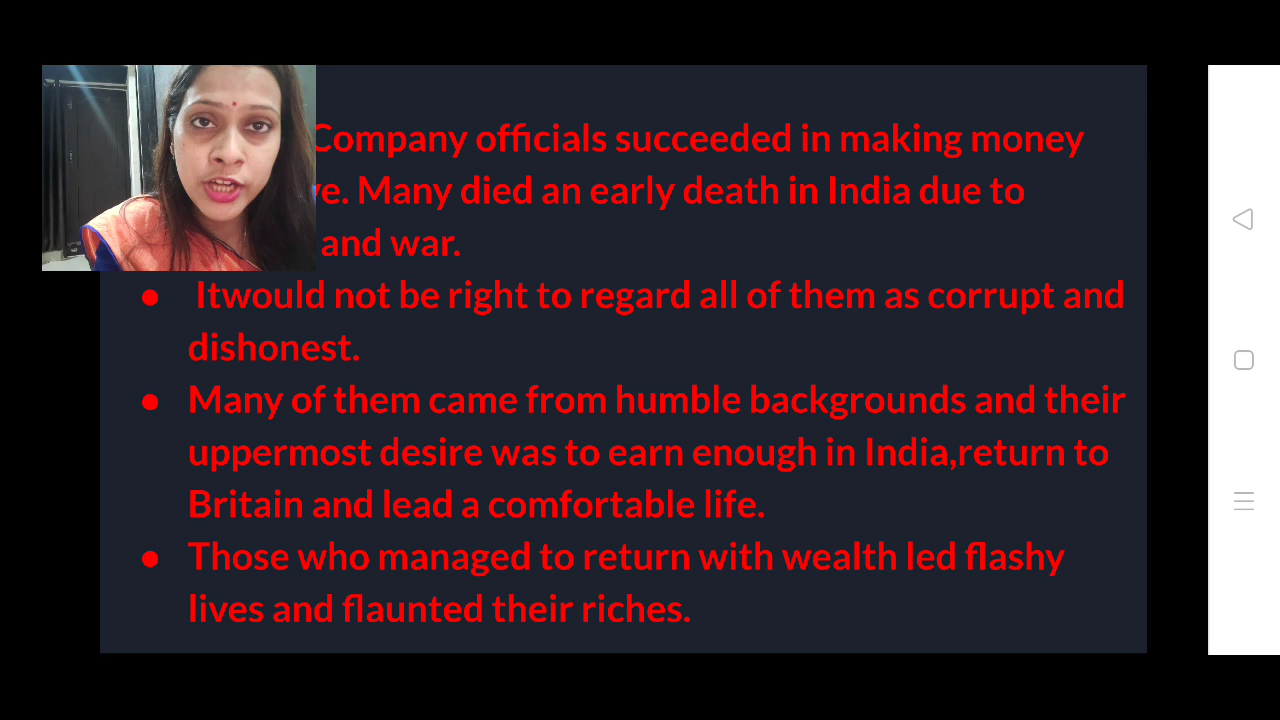 Company officials succeeded in making money
ve. Many died an early death in India due to
and war.
● Itwould not be right to regard all of them as corrupt and
dishonest.
● Many of them came from humble backgrounds and their
uppermost desire was to earn enough in India,return to
Britain and lead a comfortable life.
● Those who managed to return with wealth led flashy
lives and flaunted their riches.